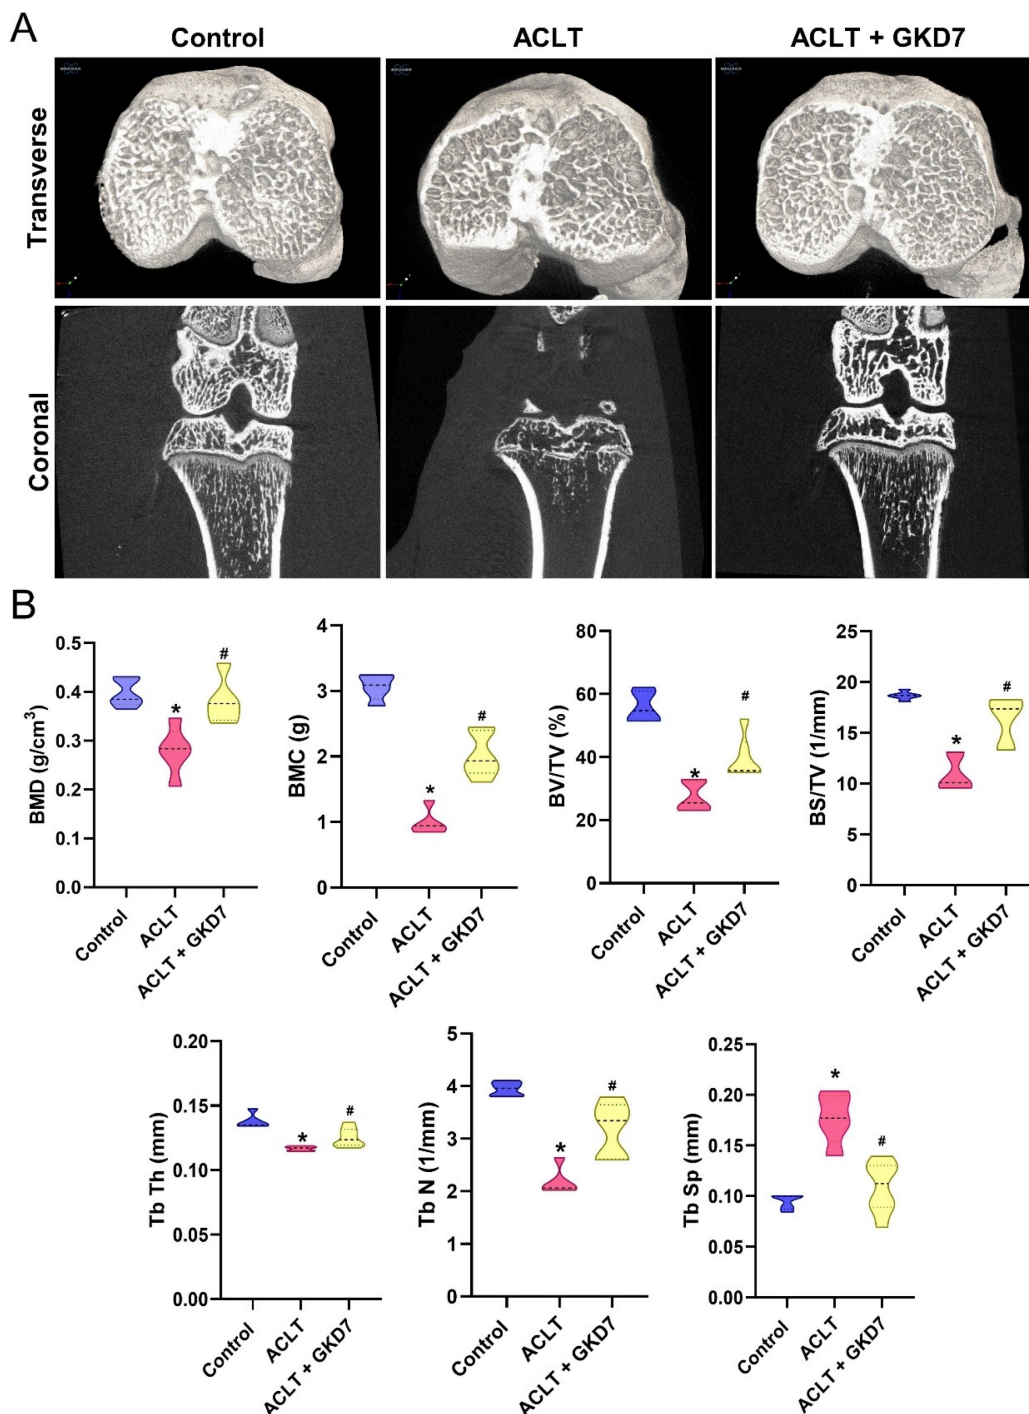 A
Control ACLT ACLT + GKD7
BRUKER BRUKER BRUKER
Transverse
Coronal
B
BMD (g/cm³)
0.5
0.4
0.3
0.2
0.1
0.0
*
#
Control
ACLT
ACLT + GKD7
BMC (g)
4
3
2
1
0
*
#
Control
ACLT
ACLT + GKD7
BV/TV (%)
80
60
40
20
0
*
#
Control
ACLT
ACLT + GKD7
BS/TV (1/mm)
25
20
15
10
5
0
*
#
Control
ACLT
ACLT + GKD7
Tb Th (mm)
0.20
0.15
0.10
0.05
0.00
*
#
Control
ACLT
ACLT + GKD7
Tb N (1/mm)
5
4
3
2
1
0
*
#
Control
ACLT
ACLT + GKD7
Tb Sp (mm)
0.25
0.20
0.15
0.10
0.05
0.00
*
#
Control
ACLT
ACLT + GKD7